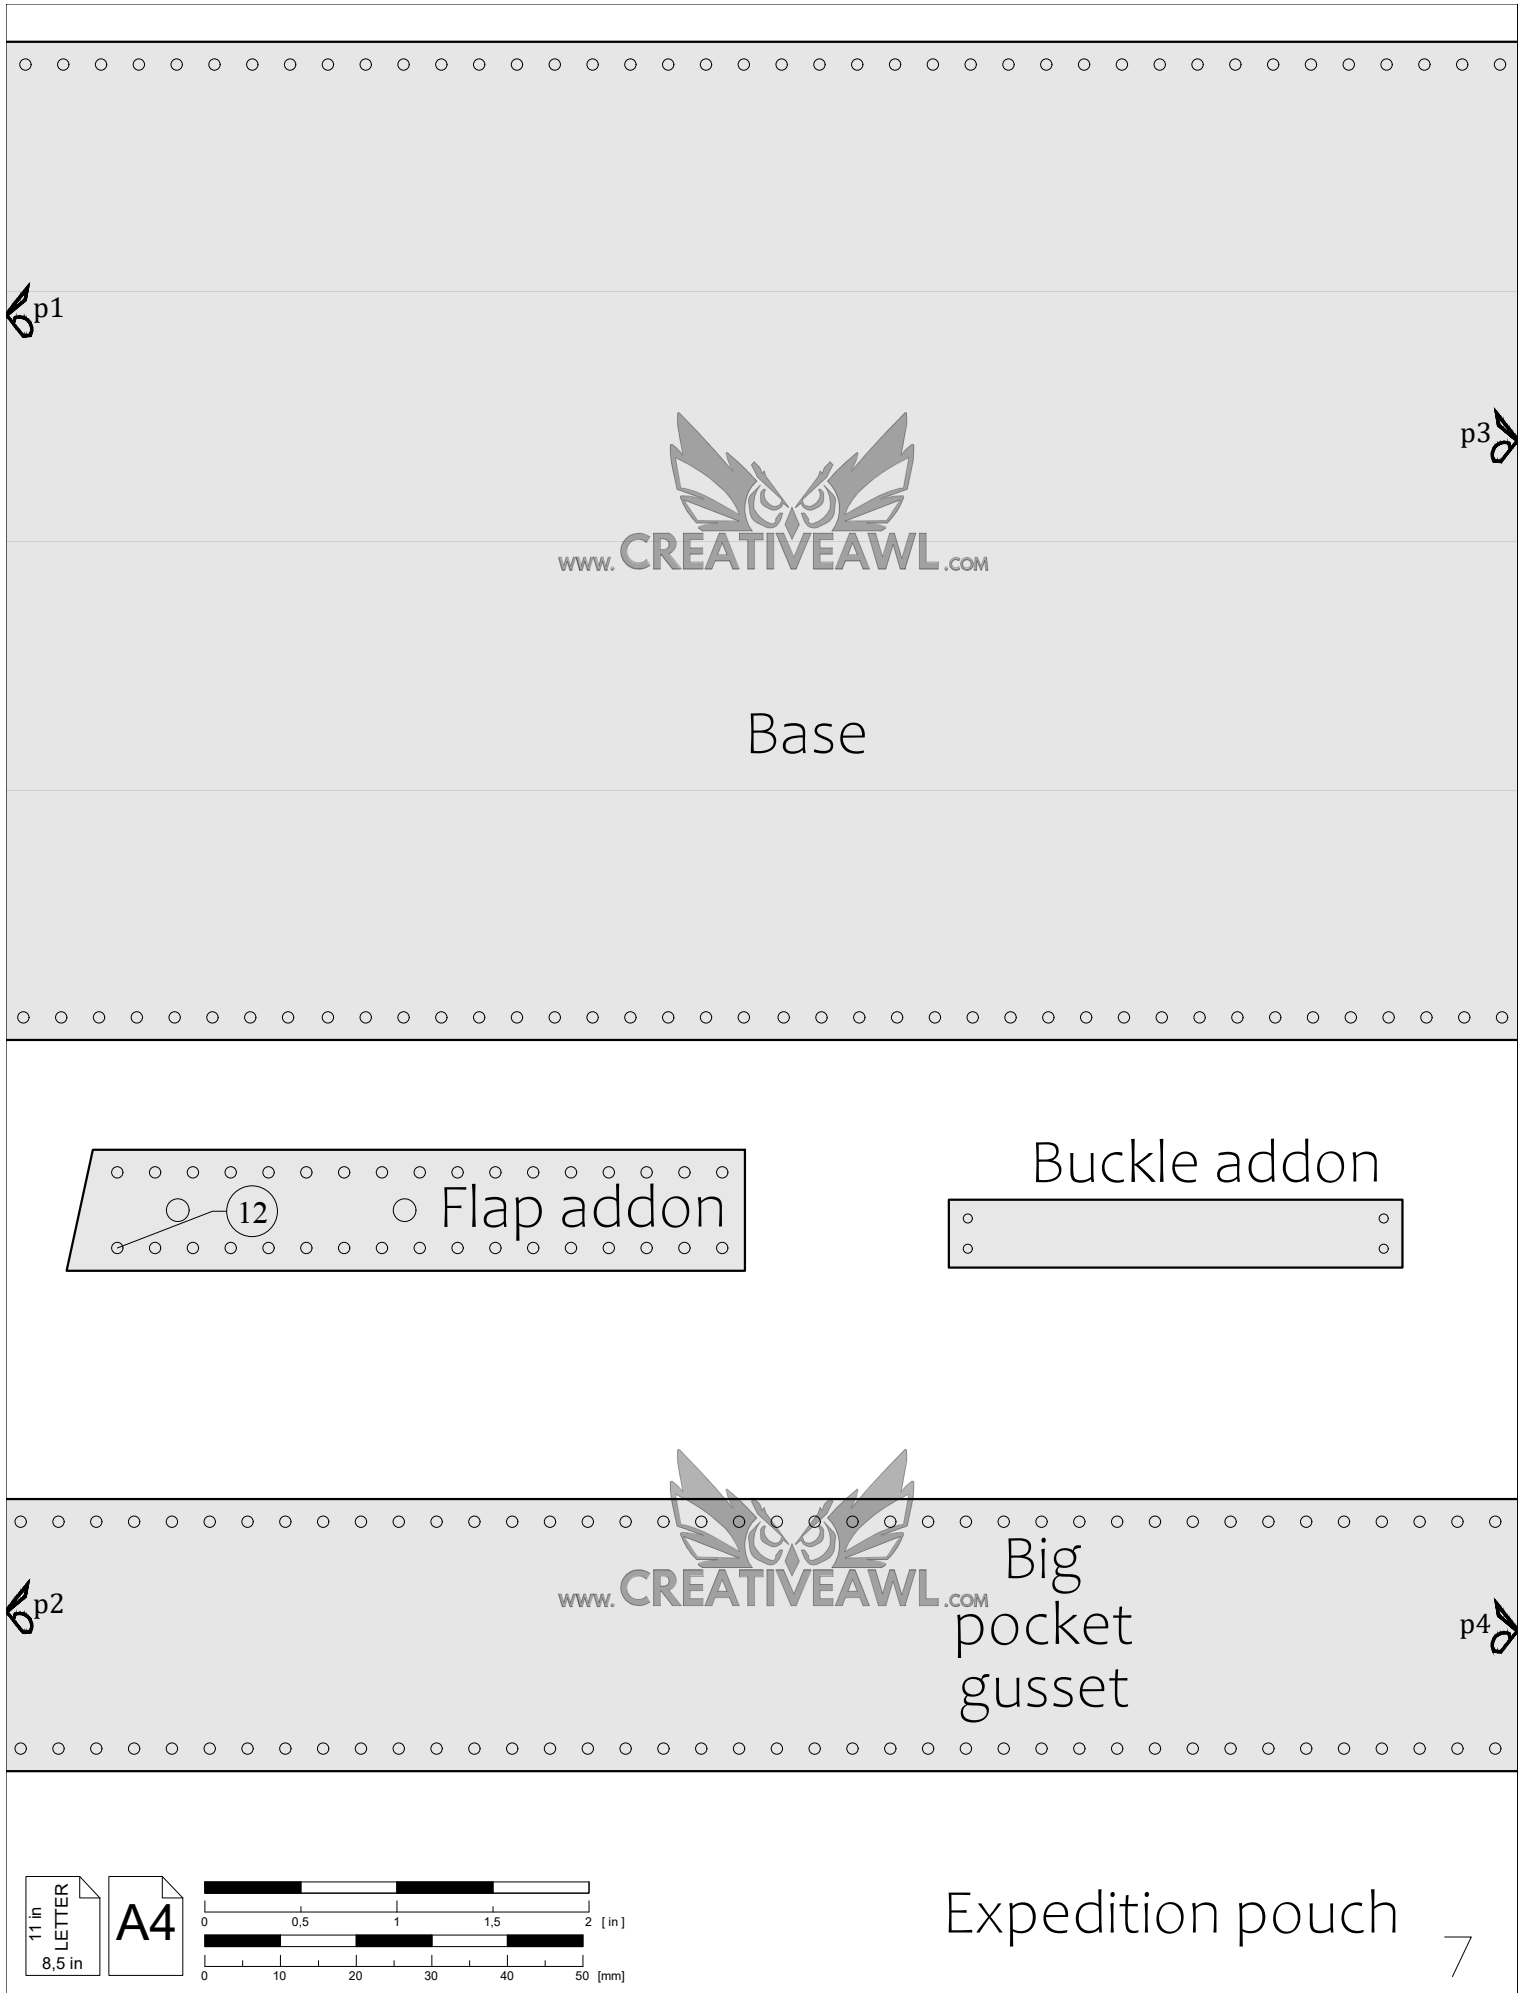 p1
p3
www.CREATIVEAWL.com
Base
Buckle addon
Flap addon
12
Big
pocket
gusset
www.CREATIVEAWL.com
p2
p4
11 in
LETTER
8,5 in
A4
0 0,5 1 1,5 2 [ in ]
0 10 20 30 40 50 [mm]
Expedition pouch
7